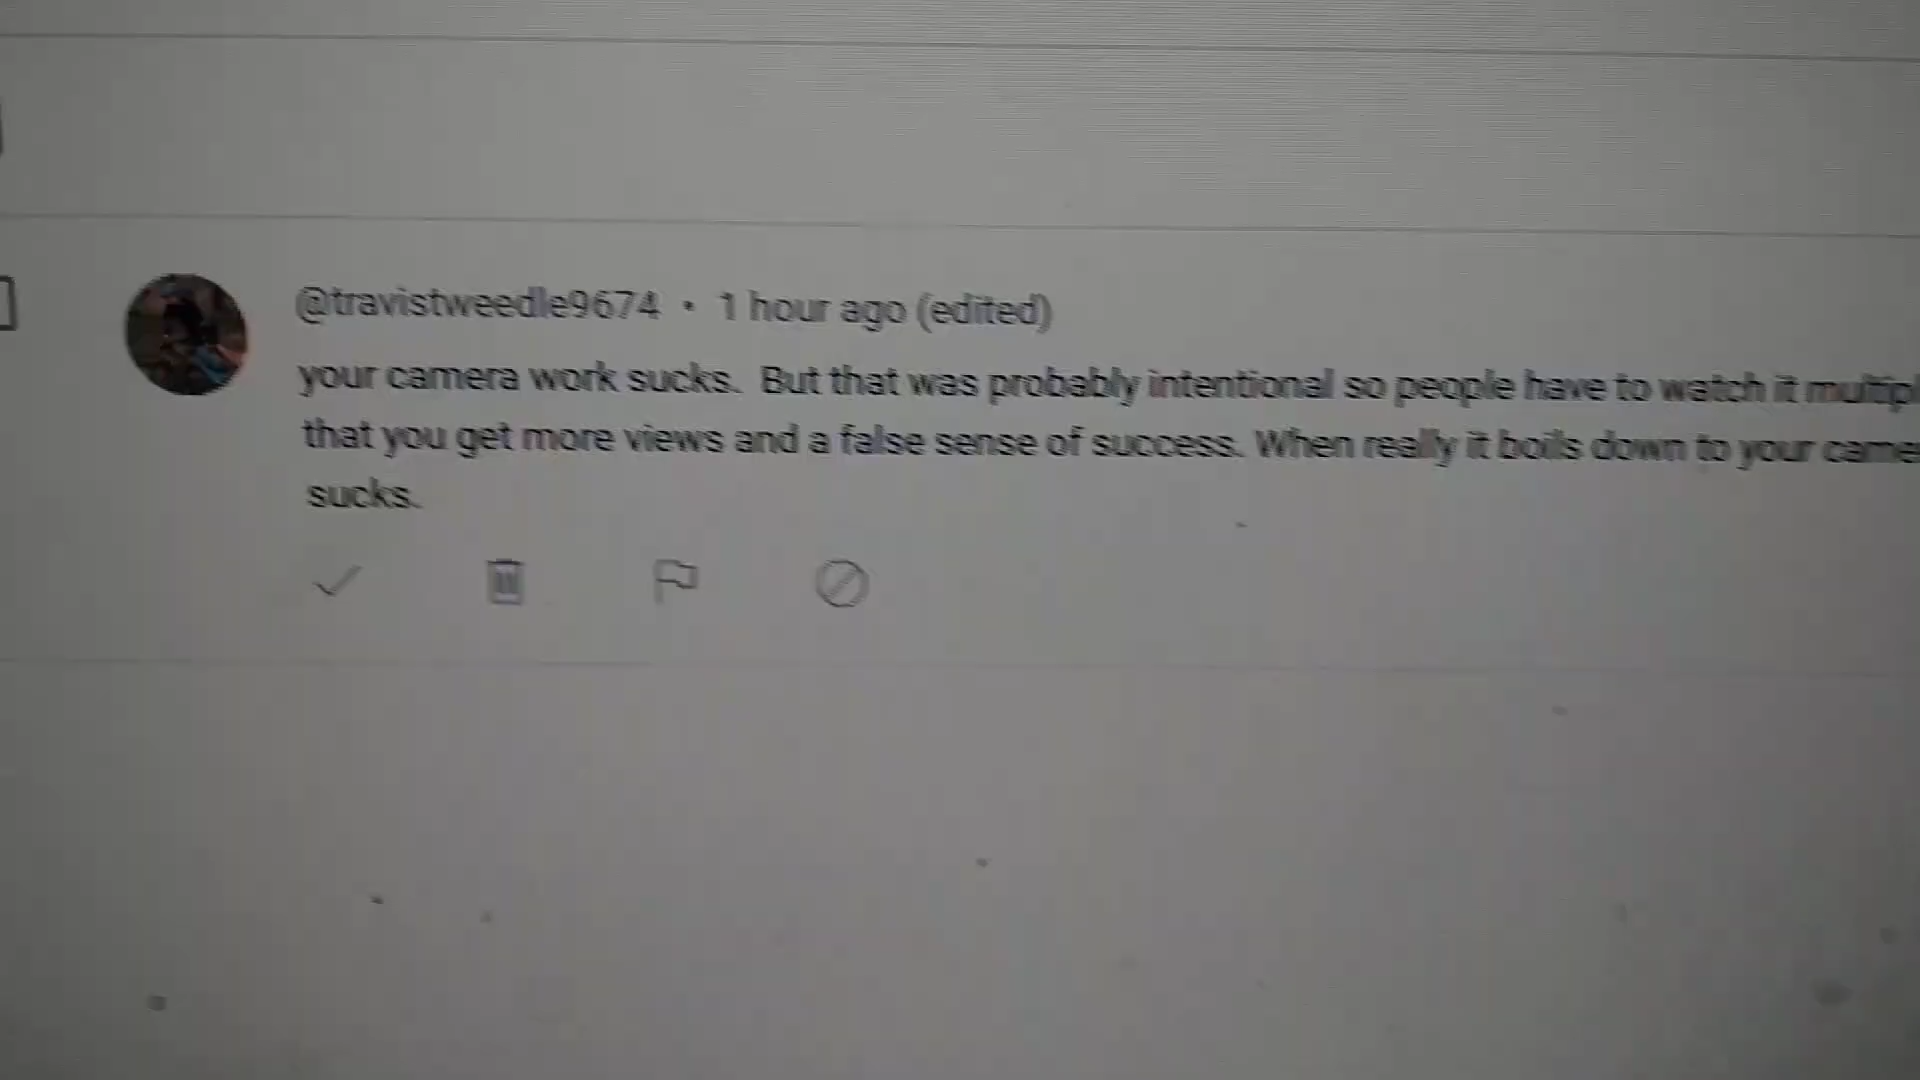 @travistweedle9674 • 1 hour ago (edited)
your camera work sucks. But that was probably intentional so people have to watch it
that you get more views and a false sense of success. When really it boils down to your
sucks.